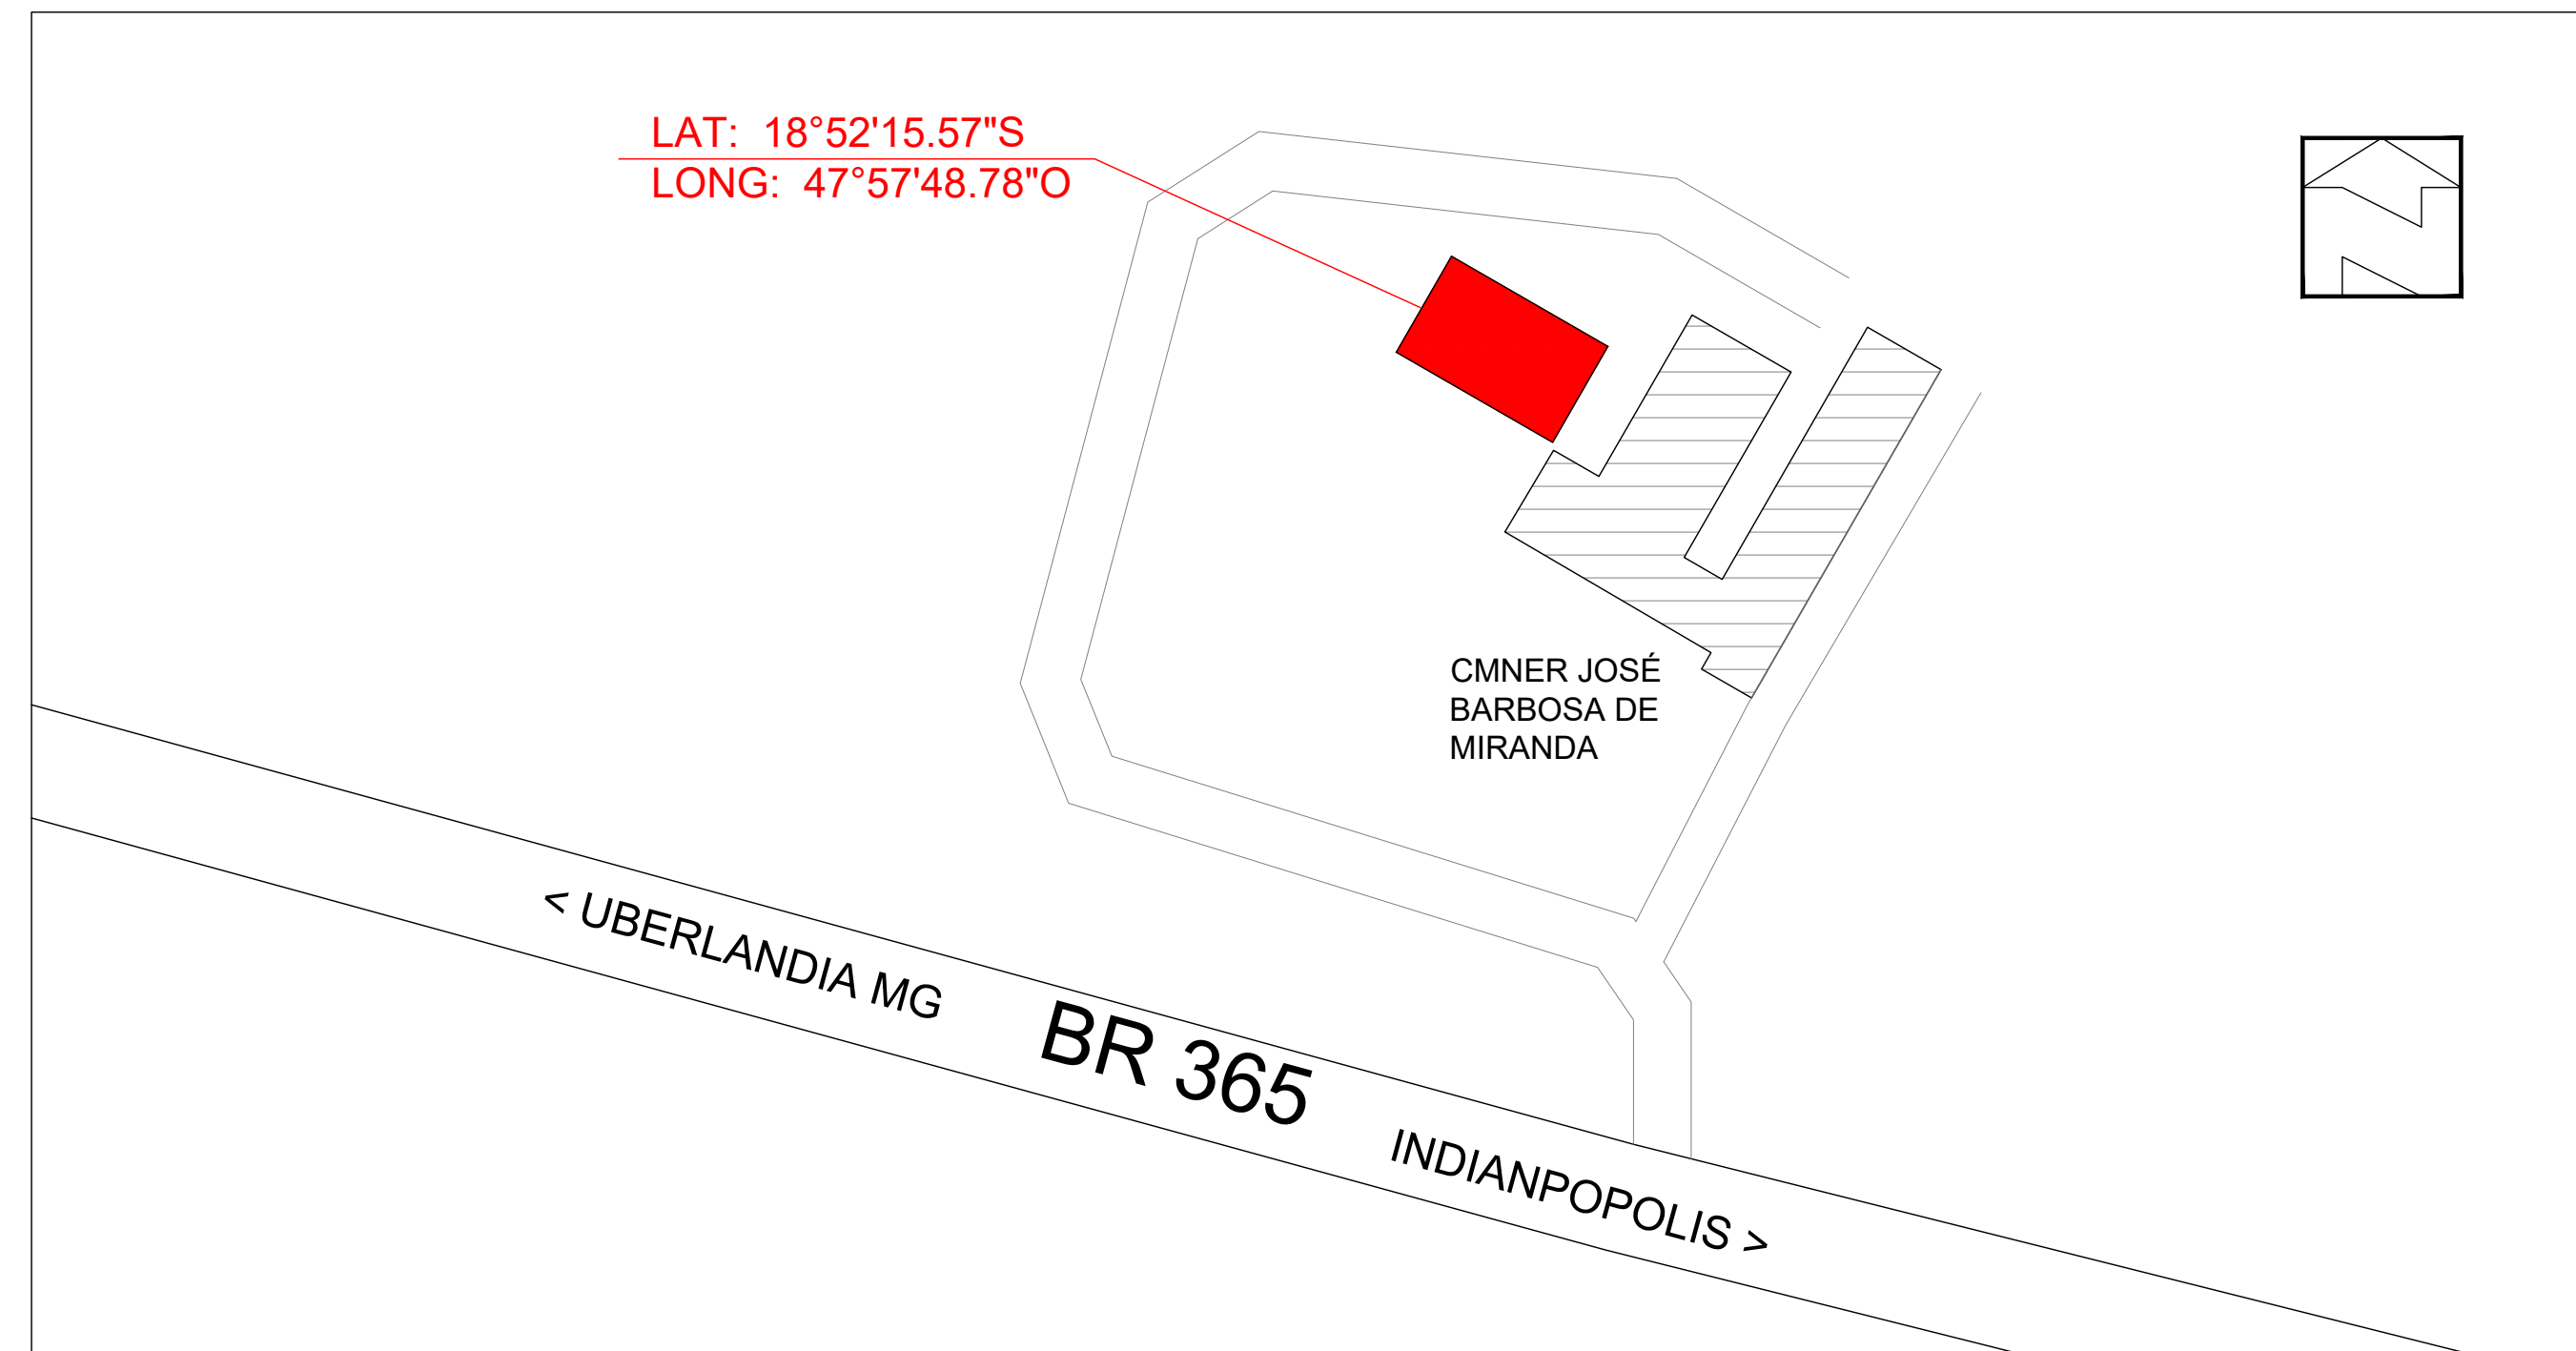 LAT: 18°52'15.57"S
LONG: 47°57'48.78"O
CMNER JOSÉ
BARBOSA DE
MIRANDA
< UBERLANDIA MG
BR 365
INDIANPOPOLIS >